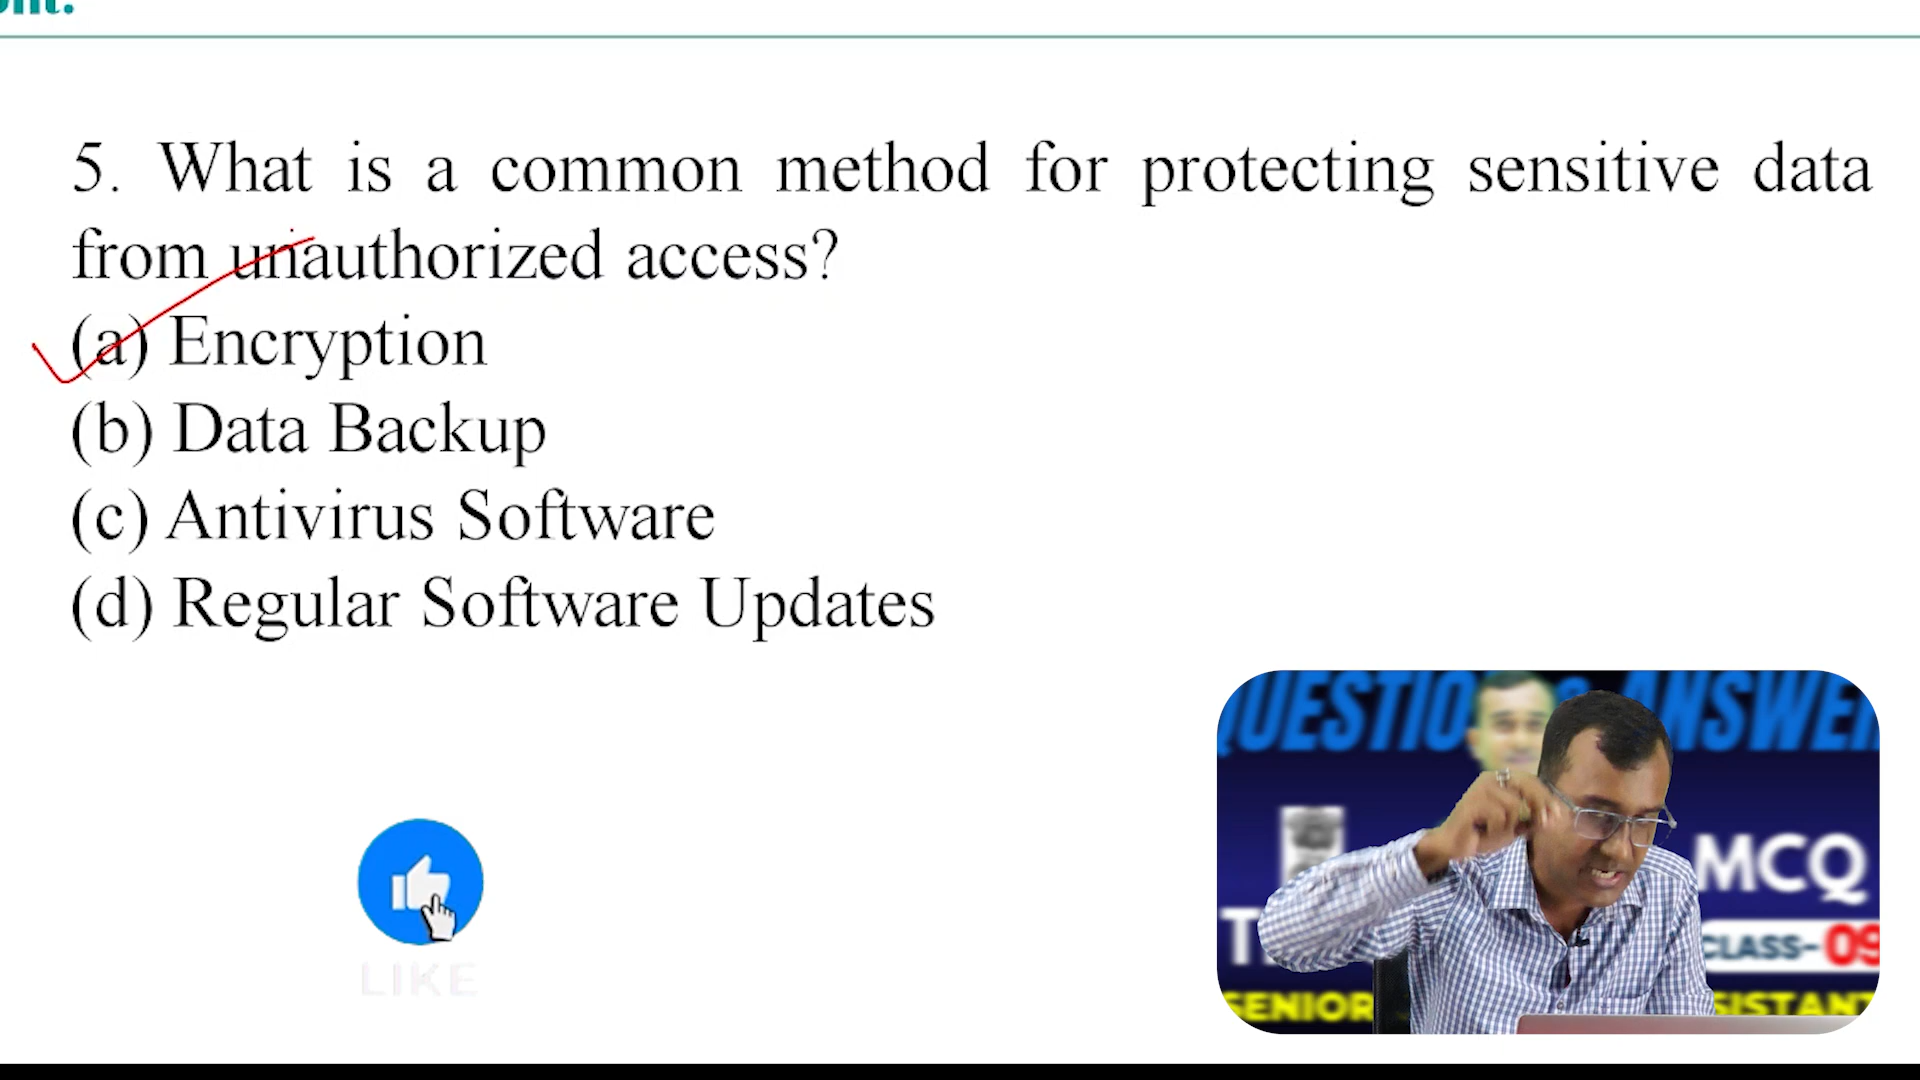 5. What is a common method for protecting sensitive data
from unauthorized access?
(a) Encryption
(b) Data Backup
(c) Antivirus Software
(d) Regular Software Updates
LIKE
MCQ
CLASS-09
SENIOR